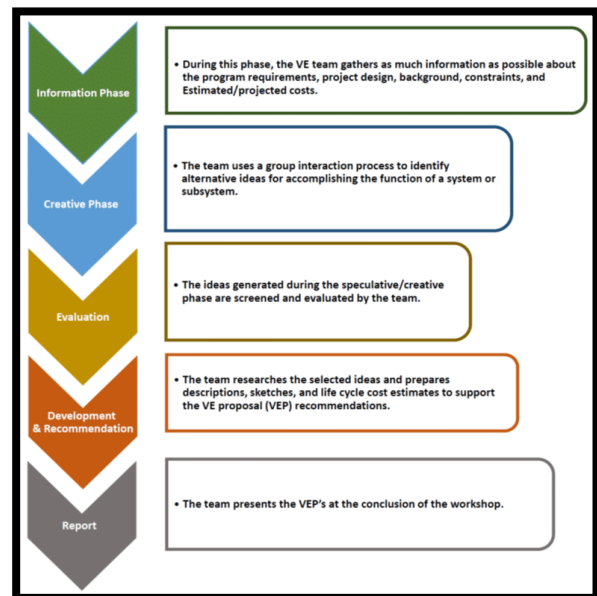 Information Phase
• During this phase, the VE team gathers as much information as possible about
the program requirements, project design, background, constraints, and
Estimated/projected costs.
Creative Phase
• The team uses a group interaction process to identify
alternative ideas for accomplishing the function of a system or
subsystem.
Evaluation
• The ideas generated during the speculative/creative
phase are screened and evaluated by the team.
Development
& Recommendation
• The team researches the selected ideas and prepares
descriptions, sketches, and life cycle cost estimates to support
the VE proposal (VEP) recommendations.
Report
• The team presents the VEP's at the conclusion of the workshop.